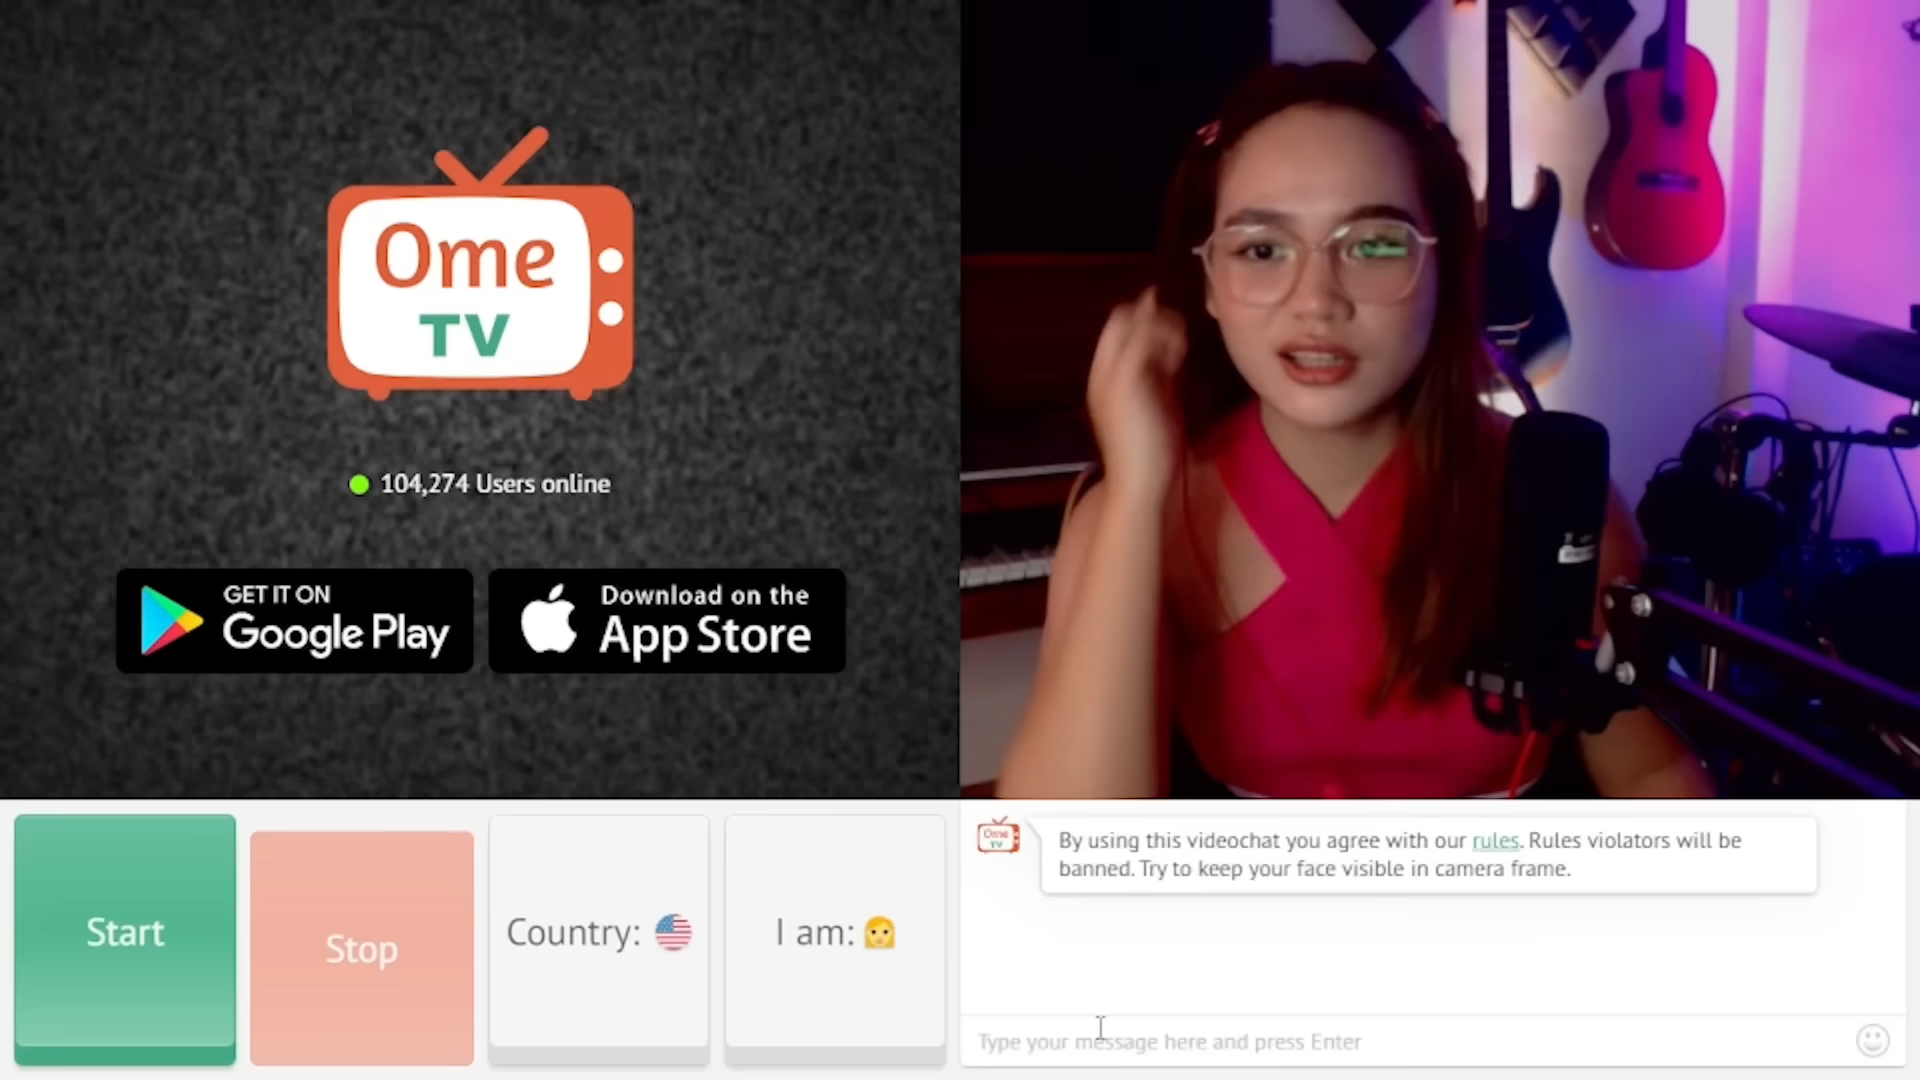 Ome
TV
104,274 Users online
GET IT ON
Google Play
Download on the
App Store
Start
Stop
Country:
I am:
Ome
TV
By using this videochat you agree with our rules. Rules violators will be
banned. Try to keep your face visible in camera frame.
Type your message here and press Enter